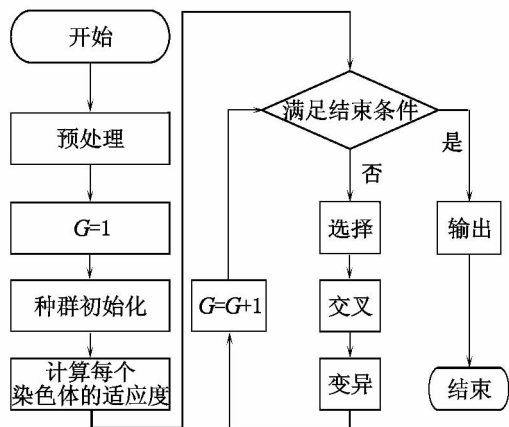 开始
预处理
G=1
种群初始化
计算每个
染色体的适应度
满足结束条件
否
是
选择
交叉
变异
G=G+1
输出
结束